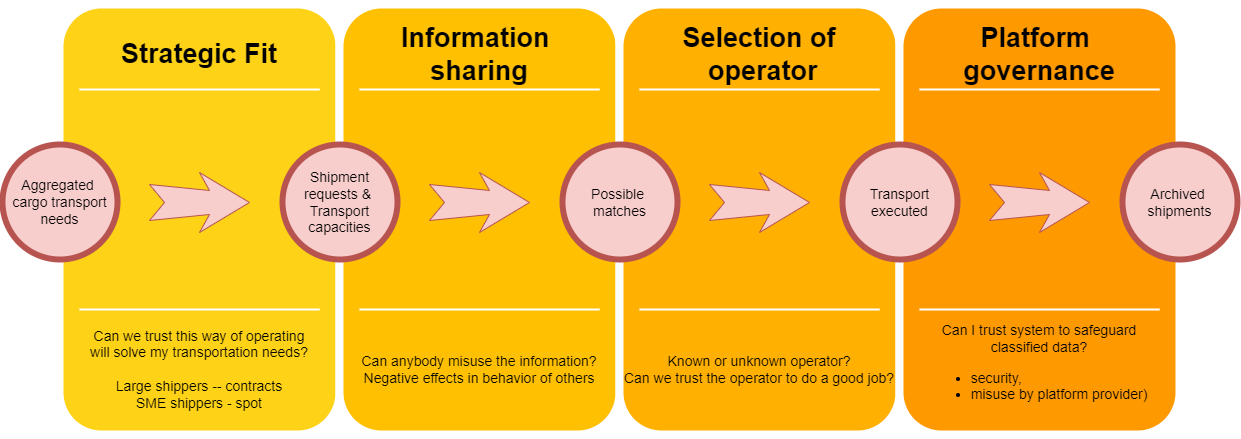 Strategic Fit
Information
sharing
Selection of
operator
Platform
governance
Aggregated
cargo transport
needs
Shipment
requests &
Transport
capacities
Possible
matches
Transport
executed
Archived
shipments
Can we trust this way of operating
will solve my transportation needs?
Large shippers -- contracts
SME shippers - spot
Can anybody misuse the information?
Negative effects in behavior of others
Known or unknown operator?
Can we trust the operator to do a good job?
Can I trust system to safeguard
classified data?
• security,
• misuse by platform provider)